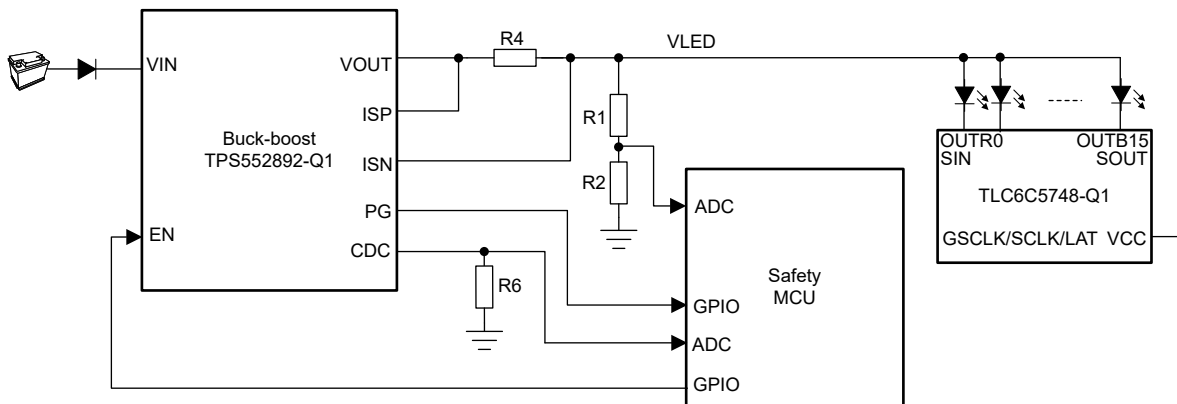 R4
VLED
VIN
VOUT
ISP
Buck-boost
TPS552892-Q1
R1
ISN
OUTR0
OUTB15
SIN
SOUT
R2
TLC6C5748-Q1
PG
ADC
EN
GSCLK/SCLK/LAT
VCC
CDC
R6
Safety
MCU
GPIO
ADC
GPIO